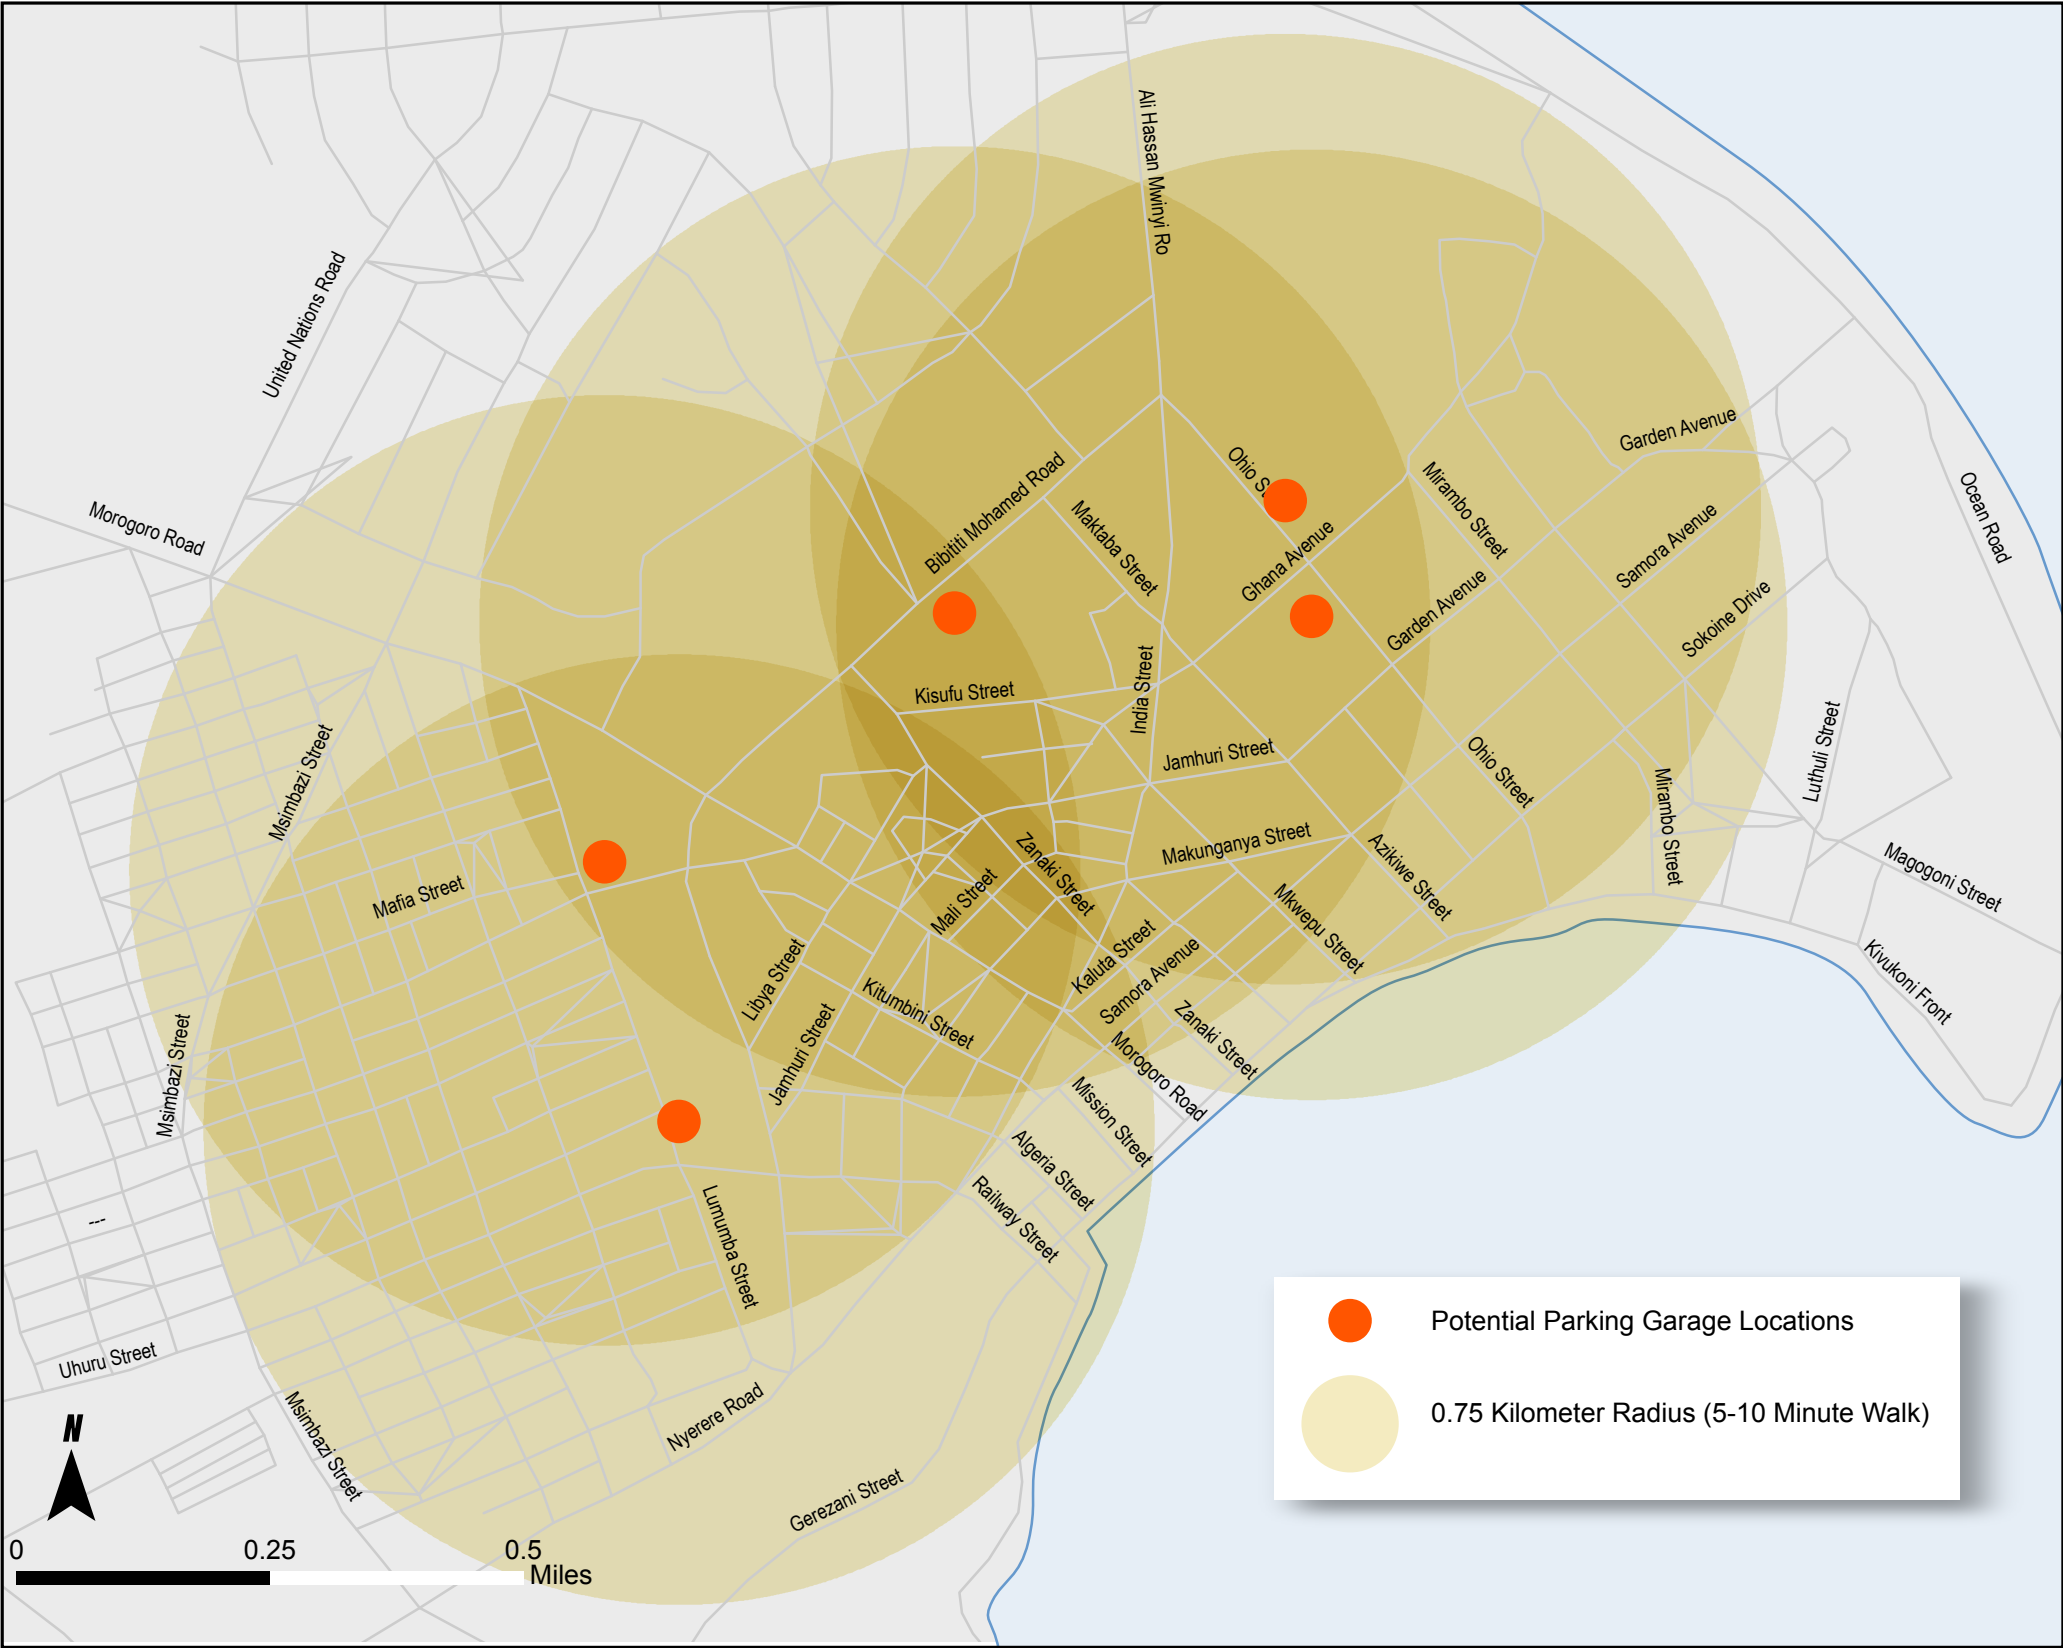 Ali Hassan Mwinyi Ro
United Nations Road
Morogoro Road
Bibititi Mohamed Road
Maktaba Street
Ohio S
Ghana Avenue
Mirambo Street
Garden Avenue
Garden Avenue
Samora Avenue
Sokoine Drive
Ocean Road
Kisufu Street
India Street
Jamhuri Street
Ohio Street
Mirambo Street
Luthuli Street
Msimbazi Street
Mafia Street
Makunganya Street
Zanaki Street
Azikiwe Street
Magogoni Street
Mali Street
Mkwepu Street
Kaluta Street
Samora Avenue
Kivukoni Front
Libya Street
Kitumbini Street
Jamhuri Street
Zanaki Street
Morogoro Road
Msimbazi Street
Mission Street
Algeria Street
Railway Street
Lumumba Street
---
Uhuru Street
Msimbazi Street
Nyerere Road
Gerezani Street
N
0 0.25 0.5
Miles
Potential Parking Garage Locations
0.75 Kilometer Radius (5-10 Minute Walk)